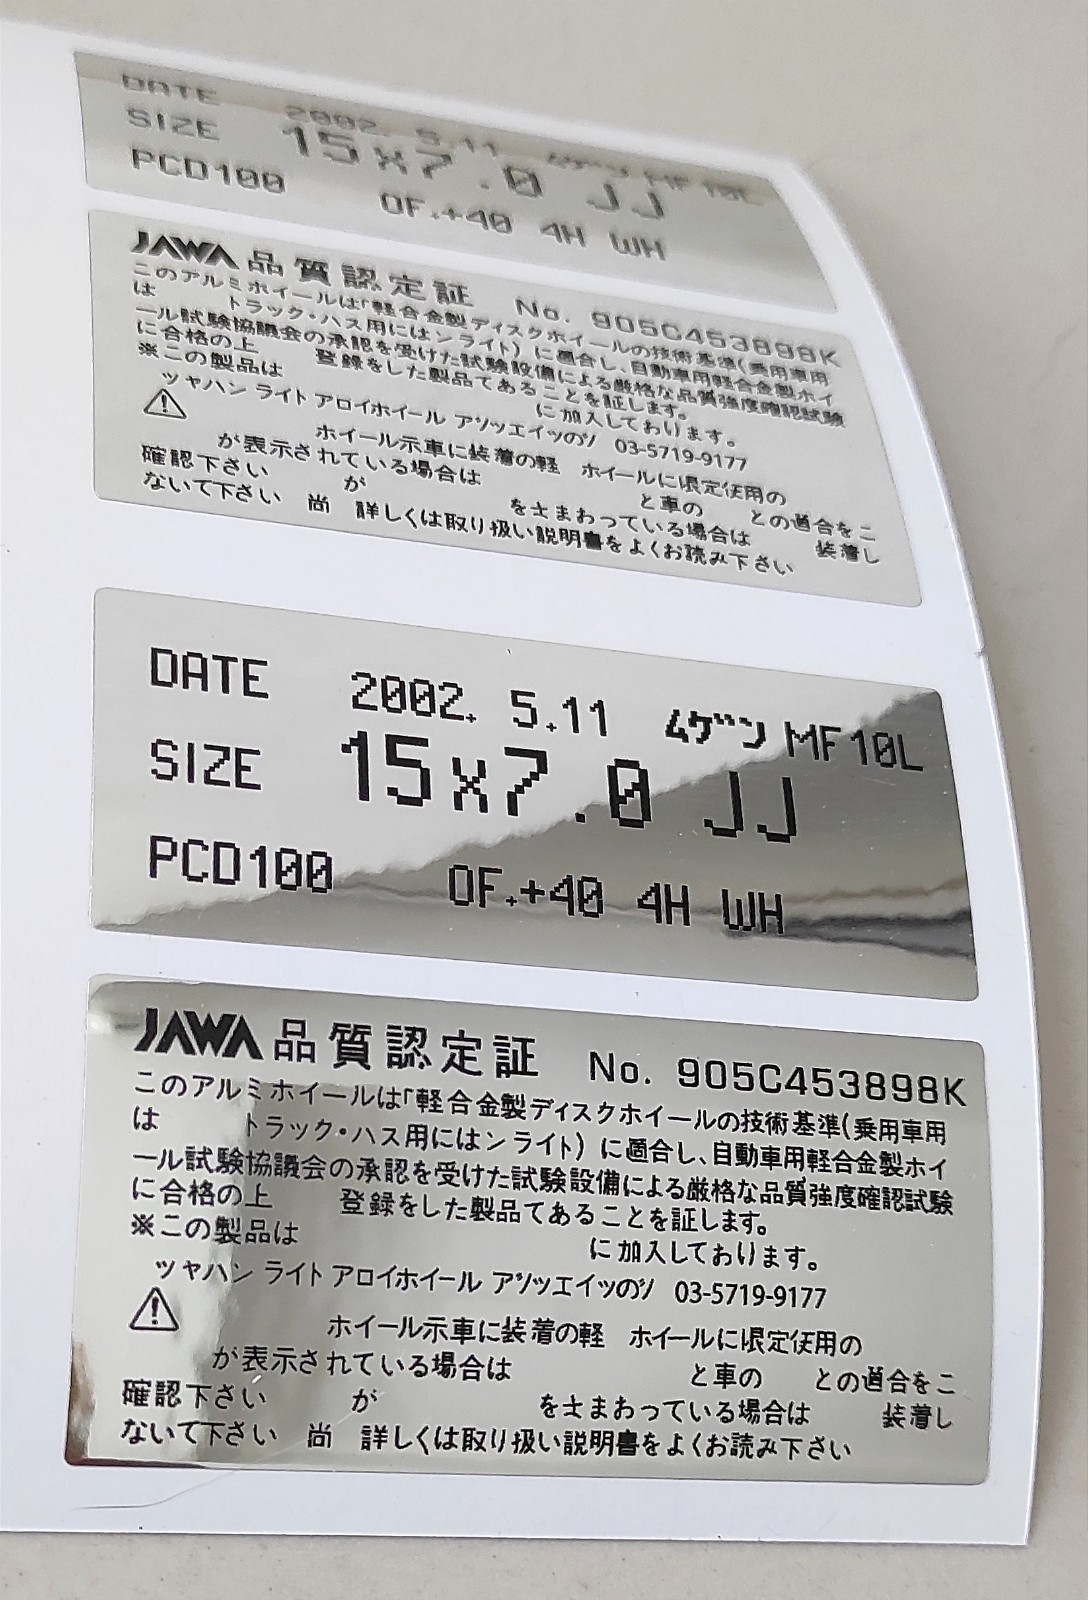 DATE 2002. 5.11 ムゲン MF10L
SIZE 15x7.0 JJ
PCD100 OF.+40 4H WH
JAWA 品質認定証 No. 905C453898K
このアルミホイールは「軽合金製ディスクホイールの技術基準(乗用車用
は トラック・ハス用にはンライト)に適合し、自動車用軽合金製ホイ
ール試験協議会の承認を受けた試験設備による厳格な品質強度確認試験
に合格の上 登録をした製品てあることを証します。
※この製品は に加入しております。
ツャハン ライト アロイホイール アソッエイツのソ 03-5719-9177
ホイール示車に装着の軽 ホイールに限定使用の
が表示されている場合は と車の との適合をこ
確認下さい が をさまわっている場合は 装着し
ないて下さい 尚 詳しくは取り扱い説明書をよくお読み下さい
DATE 2002. 5.11 ムゲン MF10L
SIZE 15x7.0 JJ
PCD100 OF.+40 4H WH
JAWA 品質認定証 No. 905C453898K
このアルミホイールは「軽合金製ディスクホイールの技術基準(乗用車用
は トラック・ハス用にはンライト)に適合し、自動車用軽合金製ホイ
ール試験協議会の承認を受けた試験設備による厳格な品質強度確認試験
に合格の上 登録をした製品てあることを証します。
※この製品は に加入しております。
ツャハン ライト アロイホイール アソッエイツのソ 03-5719-9177
ホイール示車に装着の軽 ホイールに限定使用の
が表示されている場合は と車の との適合をこ
確認下さい が をさまわっている場合は 装着し
ないて下さい 尚 詳しくは取り扱い説明書をよくお読み下さい